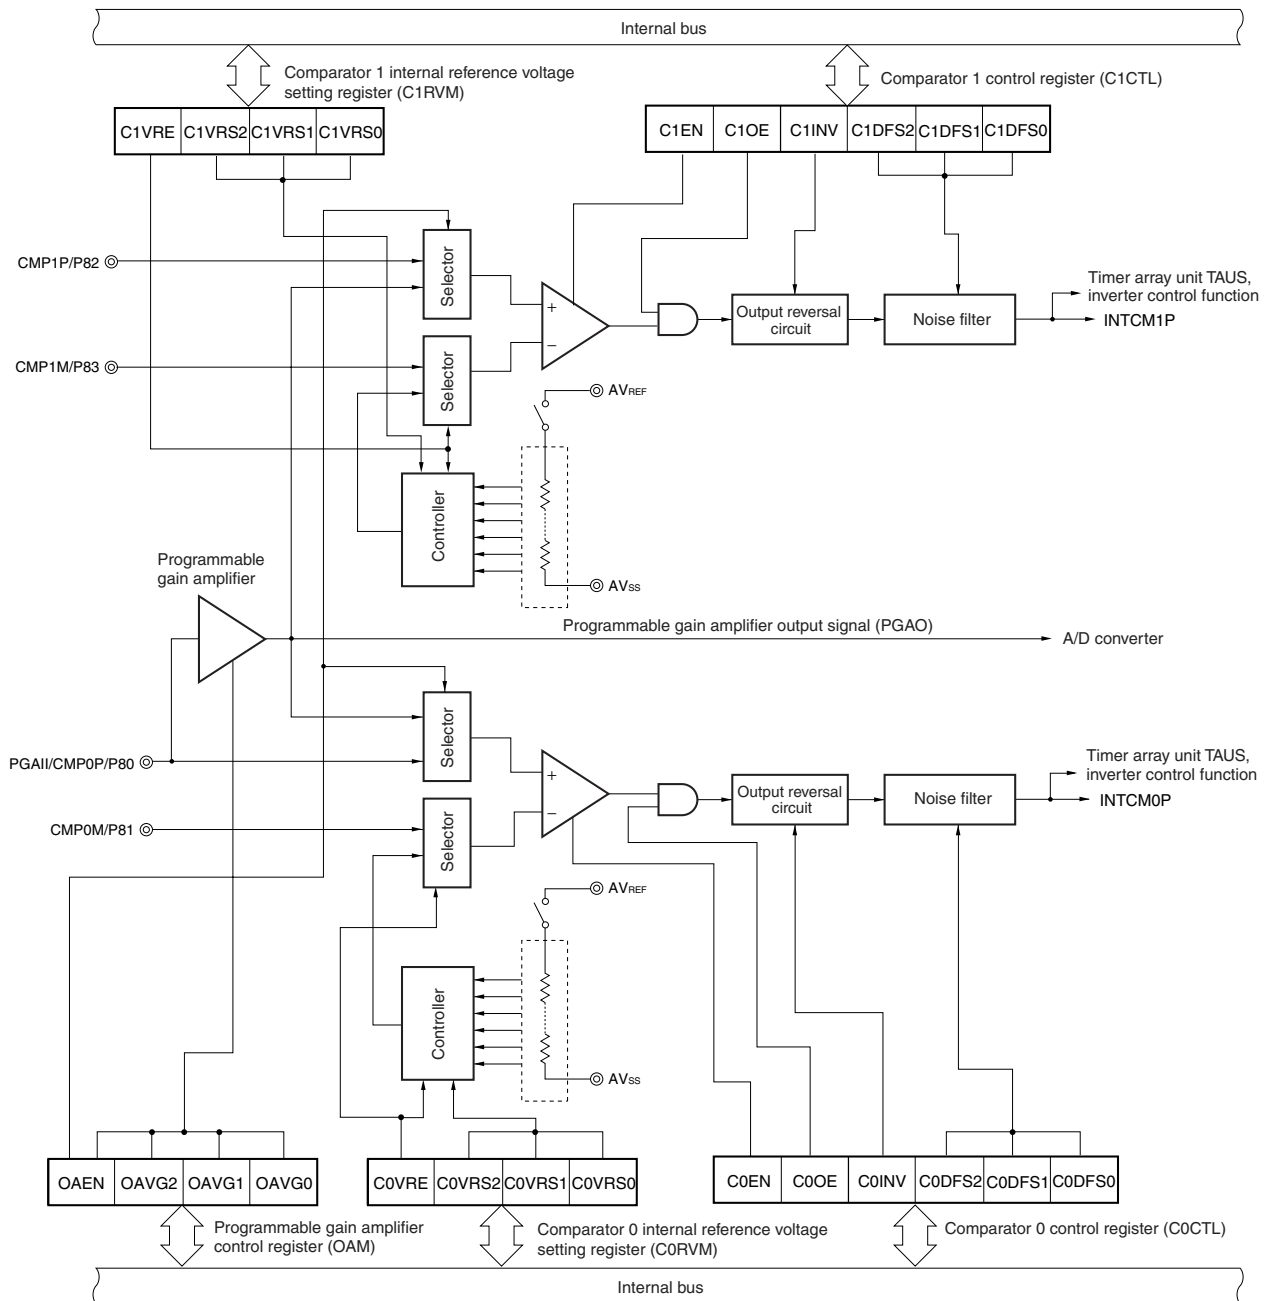 Internal bus
Comparator 1 internal reference voltage
setting register (C1RVM)
Comparator 1 control register (C1CTL)
C1VRE C1VRS2 C1VRS1 C1VRS0
C1EN C1OE C1INV C1DFS2 C1DFS1 C1DFS0
CMP1P/P82
Selector
+
−
Output reversal
circuit
Noise filter
Timer array unit TAUS,
inverter control function
INTCM1P
CMP1M/P83
Selector
AVREF
Controller
AVSS
Programmable
gain amplifier
Programmable gain amplifier output signal (PGAO)
A/D converter
PGAII/CMP0P/P80
Selector
+
−
Output reversal
circuit
Noise filter
Timer array unit TAUS,
inverter control function
INTCM0P
CMP0M/P81
Selector
AVREF
Controller
AVSS
OAEN OAVG2 OAVG1 OAVG0
C0VRE C0VRS2 C0VRS1 C0VRS0
C0EN C0OE C0INV C0DFS2 C0DFS1 C0DFS0
Programmable gain amplifier
control register (OAM)
Comparator 0 internal reference voltage
setting register (C0RVM)
Comparator 0 control register (C0CTL)
Internal bus